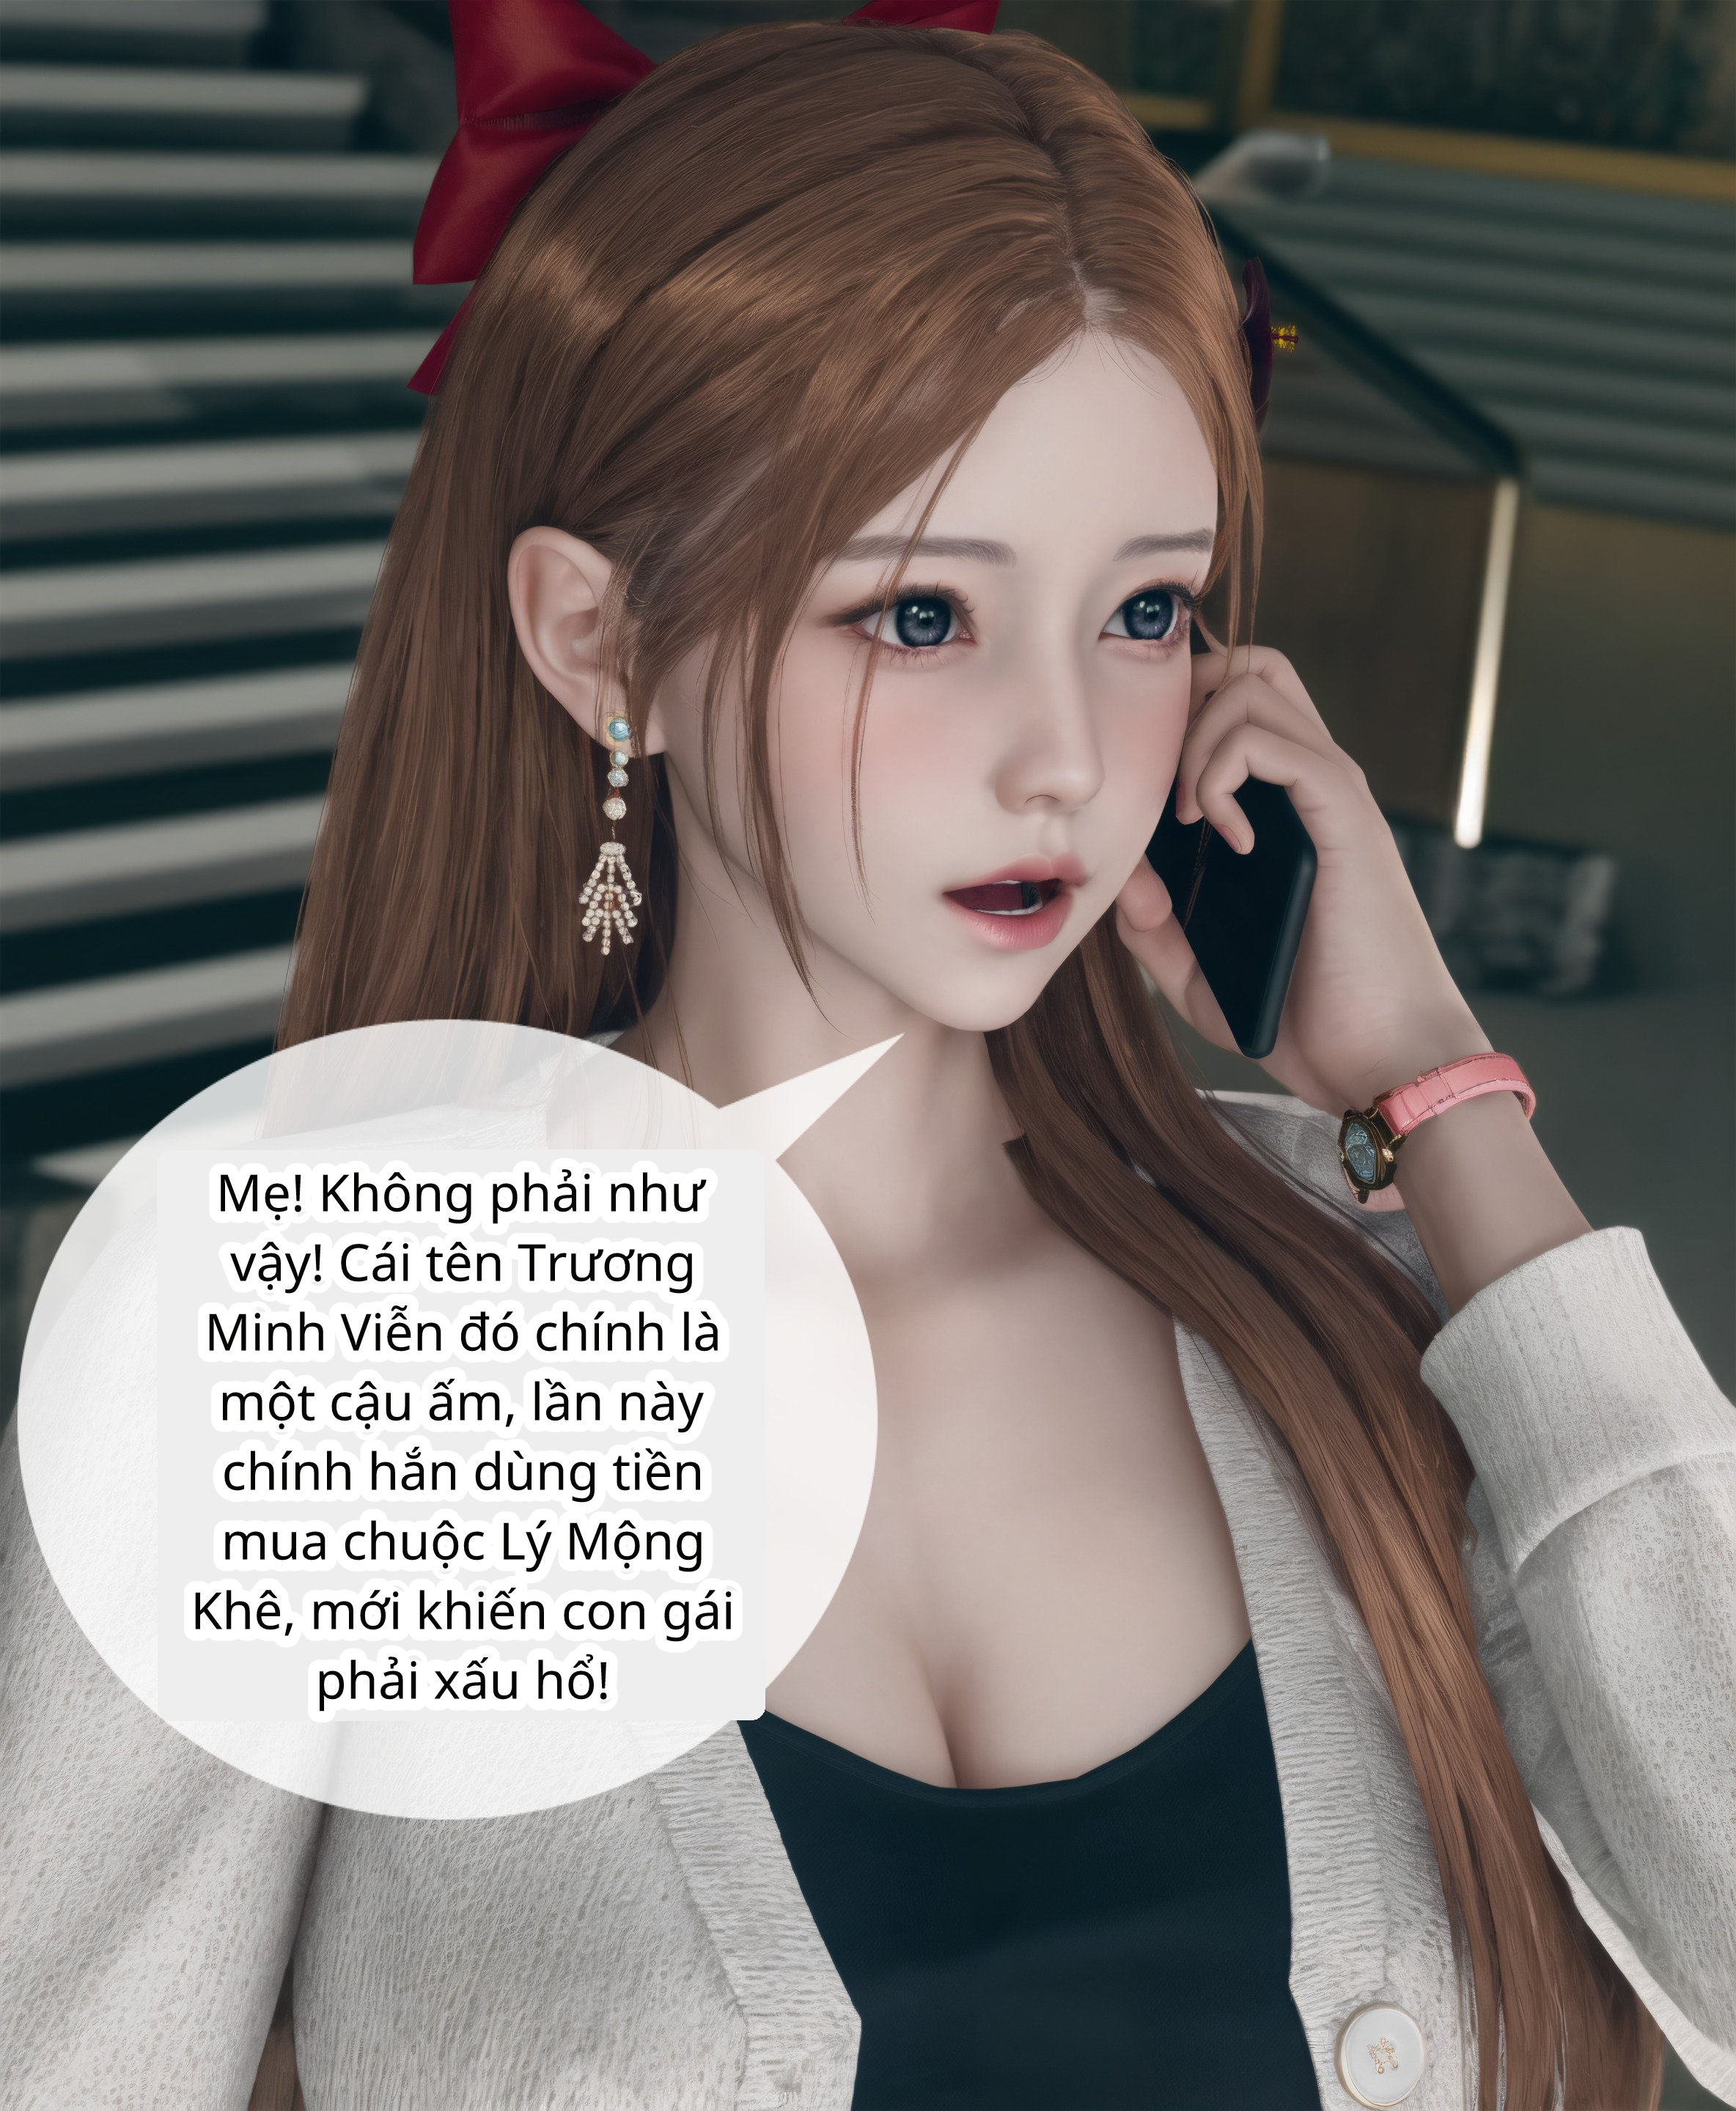 Mẹ! Không phải như
vậy! Cái tên Trương
Minh Viễn đó chính là
một cậu ấm, lần này
chính hắn dùng tiền
mua chuộc Lý Mộng
Khê, mới khiến con gái
phải xấu hổ!